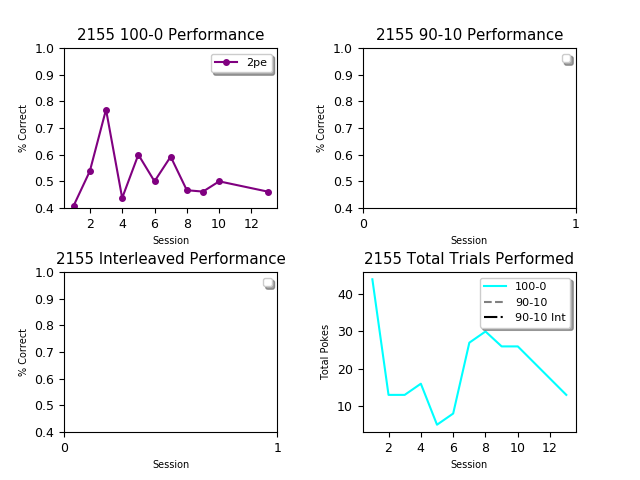 2155 100-0 Performance
1.0
0.9
0.8
0.7
0.6
0.5
0.4
% Correct
2pe
2 4 6 8 10 12
Session
2155 90-10 Performance
1.0
0.9
0.8
0.7
0.6
0.5
0.4
% Correct
0 1
Session
2155 Interleaved Performance
1.0
0.9
0.8
0.7
0.6
0.5
0.4
% Correct
0 1
Session
2155 Total Trials Performed
40
30
20
10
Total Pokes
100-0
90-10
90-10 Int
2 4 6 8 10 12
Session